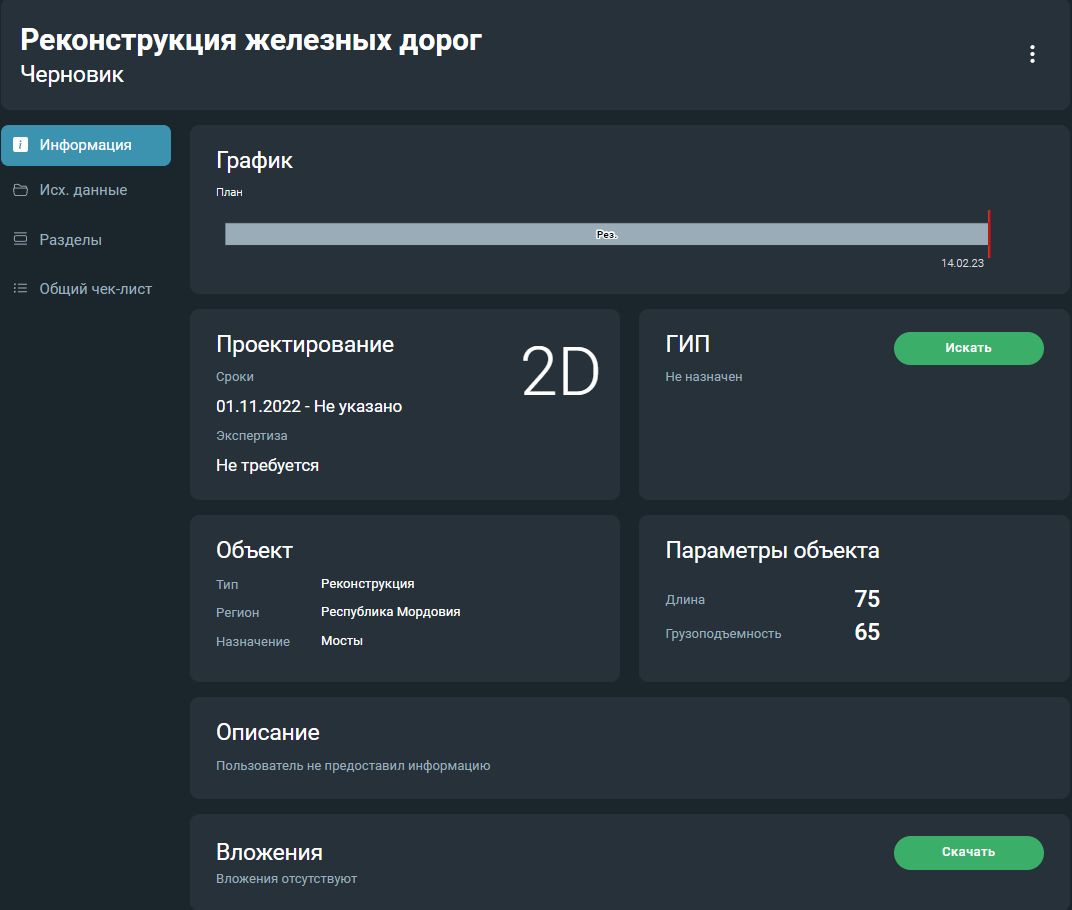 Реконструкция железных дорог
Черновик
Информация
Исх. данные
Разделы
Общий чек-лист
График
План
Рез.
14.02.23
Проектирование
2D
Сроки
01.11.2022 - Не указано
Экспертиза
Не требуется
ГИП
Искать
Не назначен
Объект
Тип Реконструкция
Регион Республика Мордовия
Назначение Мосты
Параметры объекта
Длина 75
Грузоподъемность 65
Описание
Пользователь не предоставил информацию
Вложения
Скачать
Вложения отсутствуют